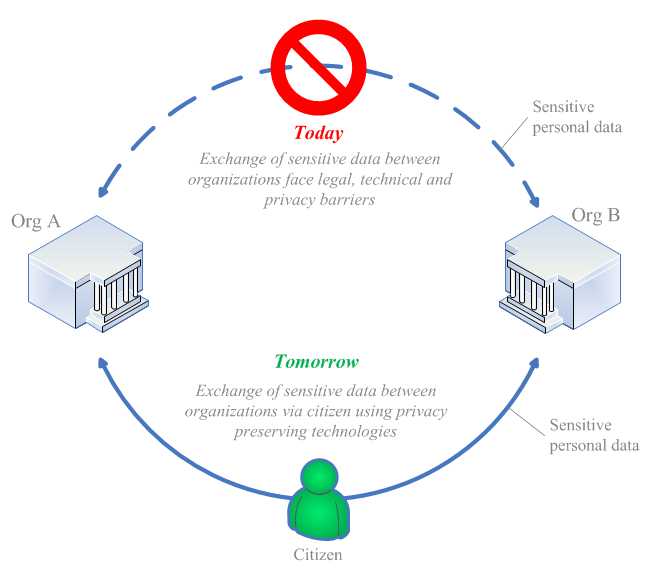 Sensitive
personal data
Today
Exchange of sensitive data between
organizations face legal, technical and
privacy barriers
Org A
Org B
Tomorrow
Exchange of sensitive data between
organizations via citizen using privacy
preserving technologies
Sensitive
personal data
Citizen